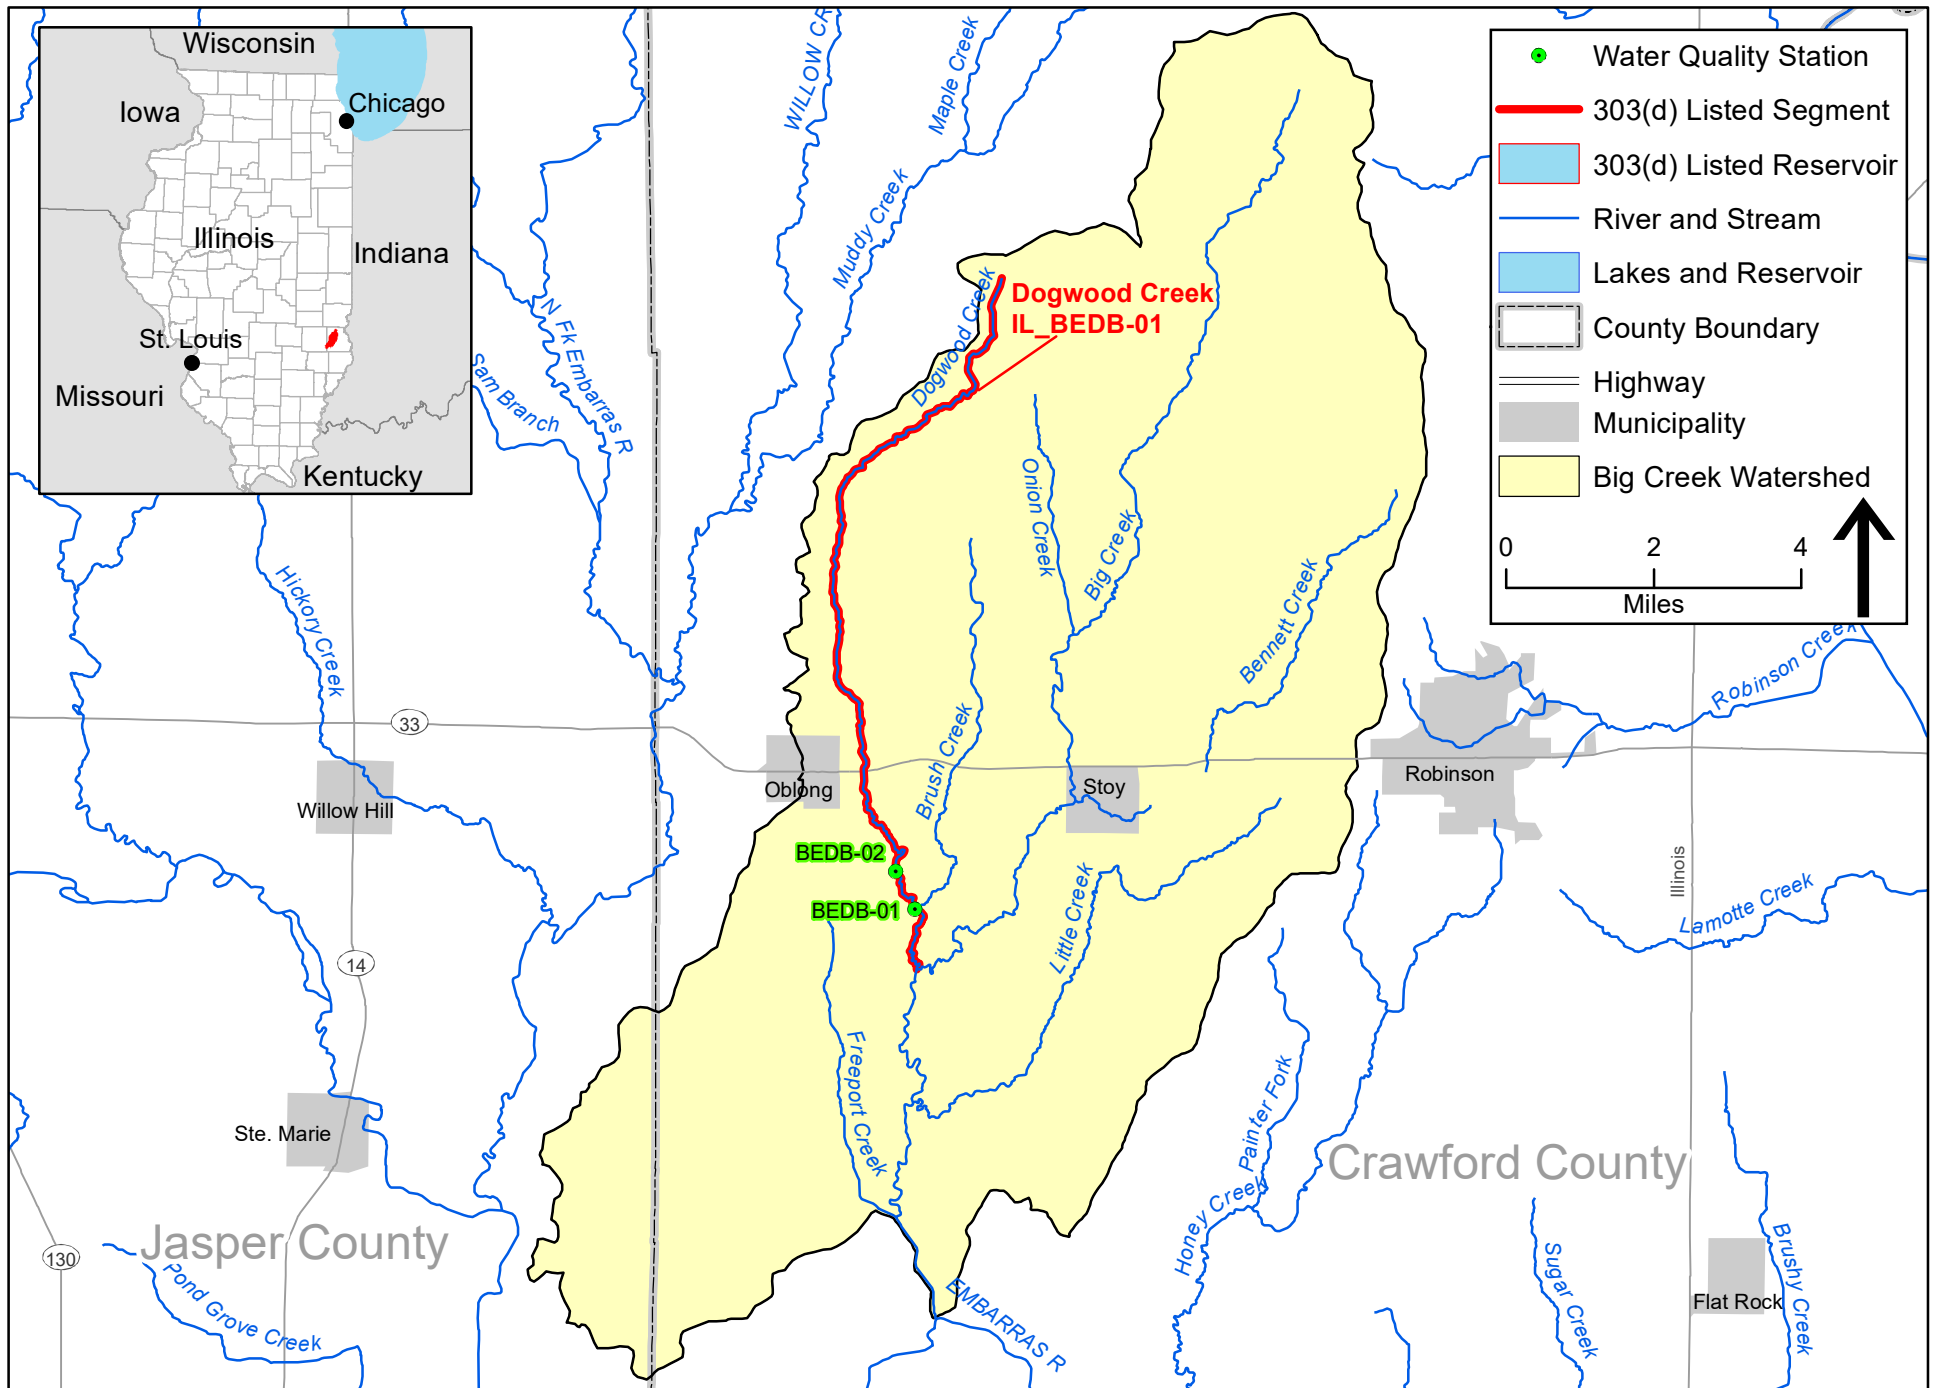 Wisconsin
Iowa
Chicago
Illinois
Indiana
St. Louis
Missouri
Kentucky
WILLOW CR
Maple Creek
Muddy Creek
N Fk Embarras R
Sam Branch
Dogwood Creek
Dogwood Creek
IL_BEDB-01
Onion Creek
Big Creek
Bennett Creek
Hickory Creek
Brush Creek
Robinson Creek
33
Oblong
Stoy
Robinson
Willow Hill
BEDB-02
BEDB-01
Illinois
Lamotte Creek
Little Creek
14
Freeport Creek
Painter Fork
Ste. Marie
Crawford County
Honey Creek
Jasper County
130
Pond Grove Creek
EMBARRAS R
Sugar Creek
Brushy Creek
Flat Rock
Water Quality Station
303(d) Listed Segment
303(d) Listed Reservoir
River and Stream
Lakes and Reservoir
County Boundary
Highway
Municipality
Big Creek Watershed
0 2 4
Miles